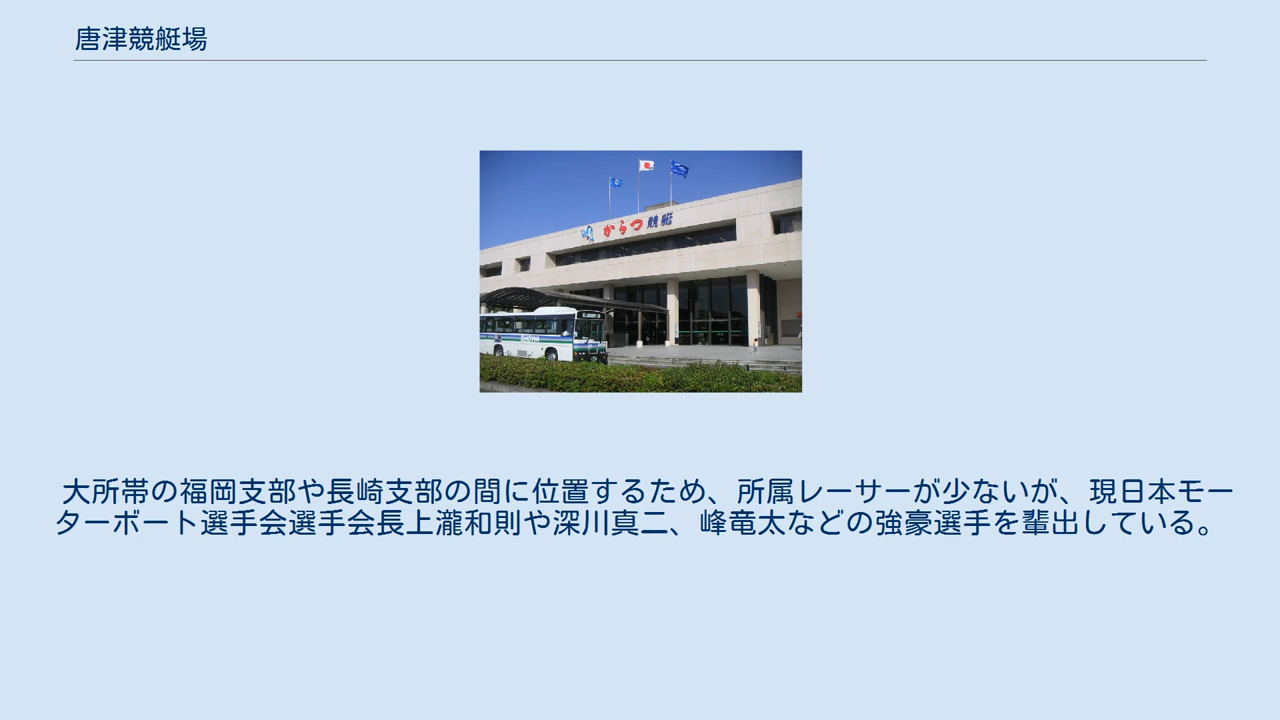 唐津競艇場
からつ競艇
大所帯の福岡支部や長崎支部の間に位置するため、所属レーサーが少ないが、現日本モー
ターボート選手会選手会長上瀧和則や深川真二、峰竜太などの強豪選手を輩出している。